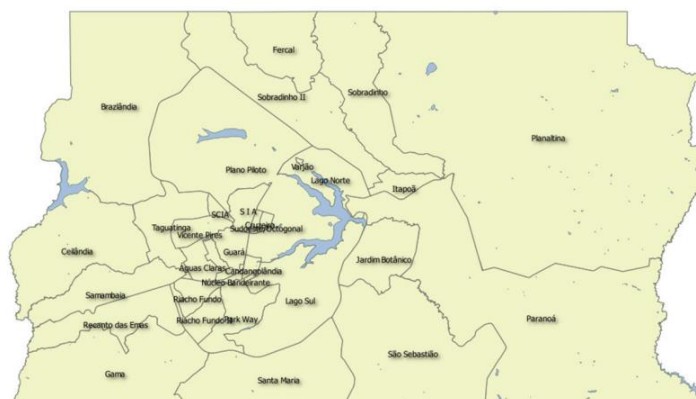 Fercal
Sobradinho II
Sobradinho
Brazlândia
Planaltina
Varjão
Plano Piloto
Lago Norte
Itapoã
SCIA
S I A
Taguatinga
Vicente Pires
Sudoeste/Octogonal
Ceilândia
Guará
Jardim Botânico
Águas Claras
Candangolândia
Núcleo Bandeirante
Samambaia
Riacho Fundo
Lago Sul
Recanto das Emas
Riacho Fundo II
Park Way
Paranoá
São Sebastião
Gama
Santa Maria